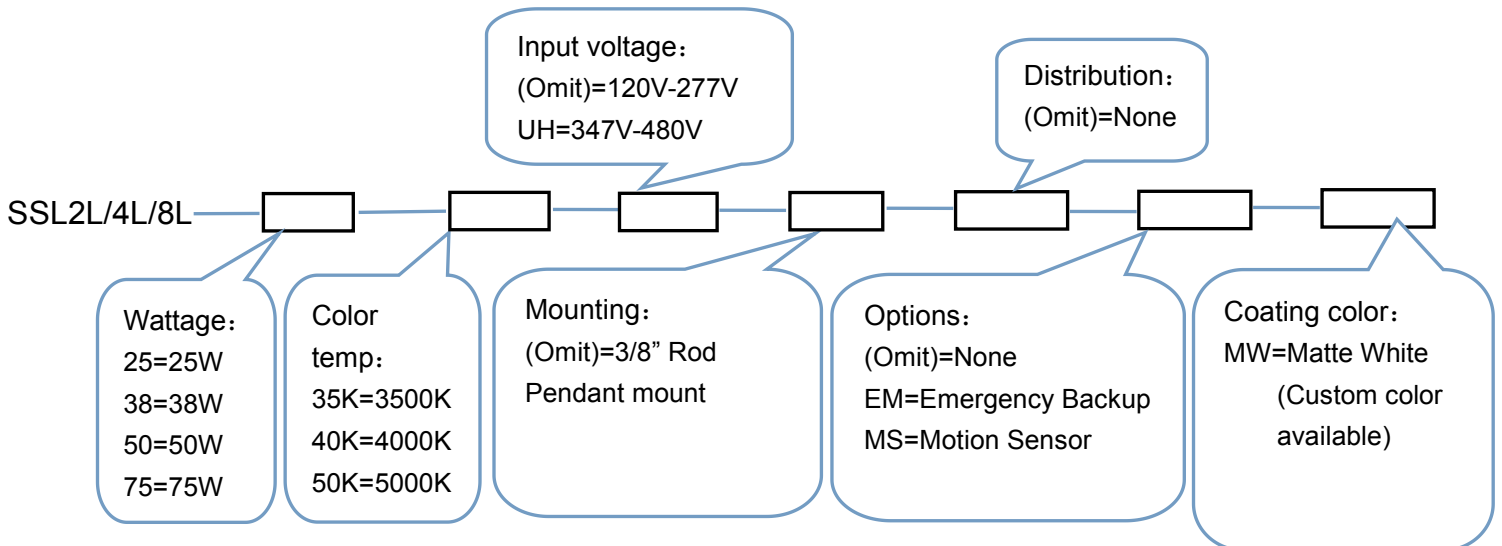 Input voltage：
(Omit)=120V-277V
UH=347V-480V
Distribution：
(Omit)=None
SSL2L/4L/8L
Wattage：
25=25W
38=38W
50=50W
75=75W
Color
temp：
35K=3500K
40K=4000K
50K=5000K
Mounting：
(Omit)=3/8” Rod
Pendant mount
Options：
(Omit)=None
EM=Emergency Backup
MS=Motion Sensor
Coating color：
MW=Matte White
(Custom color
available)